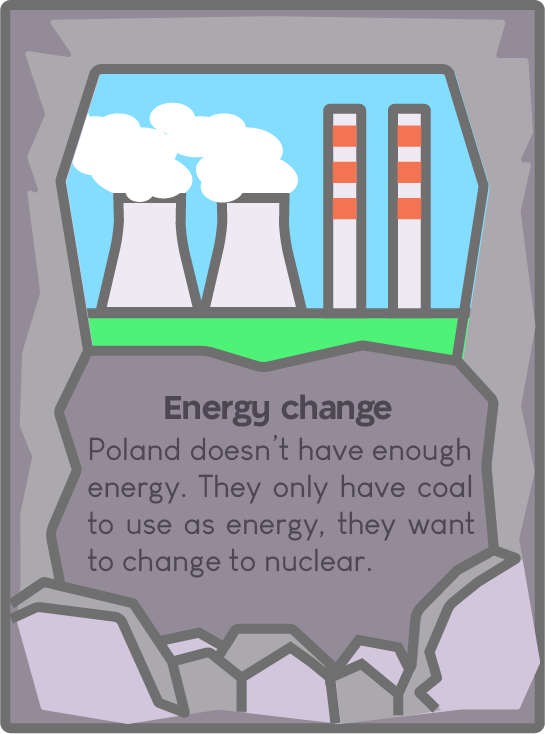 Energy change
Poland doesn't have enough
energy. They only have coal
to use as energy, they want
to change to nuclear.